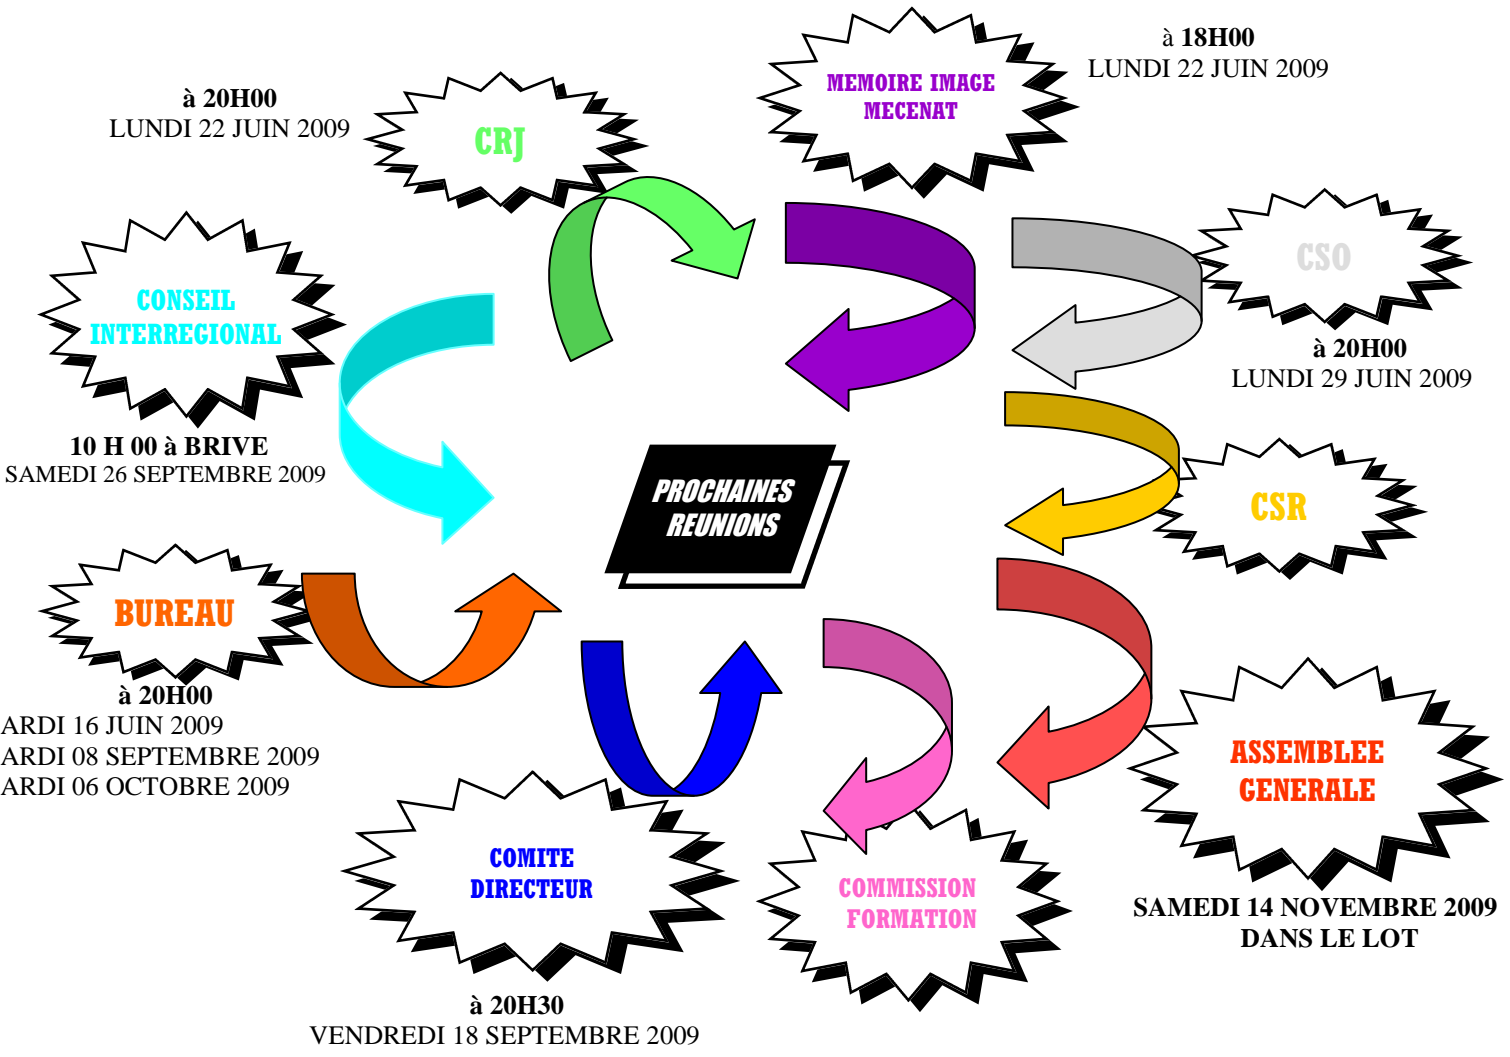 à 18H00
LUNDI 22 JUIN 2009
MEMOIRE IMAGE
MECENAT
à 20H00
LUNDI 22 JUIN 2009
CRJ
CSO
à 20H00
LUNDI 29 JUIN 2009
CONSEIL
INTERREGIONAL
10 H 00 à BRIVE
SAMEDI 26 SEPTEMBRE 2009
PROCHAINES
REUNIONS
CSR
BUREAU
à 20H00
ARDI 16 JUIN 2009
ARDI 08 SEPTEMBRE 2009
ARDI 06 OCTOBRE 2009
ASSEMBLEE
GENERALE
SAMEDI 14 NOVEMBRE 2009
DANS LE LOT
COMITE
DIRECTEUR
à 20H30
VENDREDI 18 SEPTEMBRE 2009
COMMISSION
FORMATION